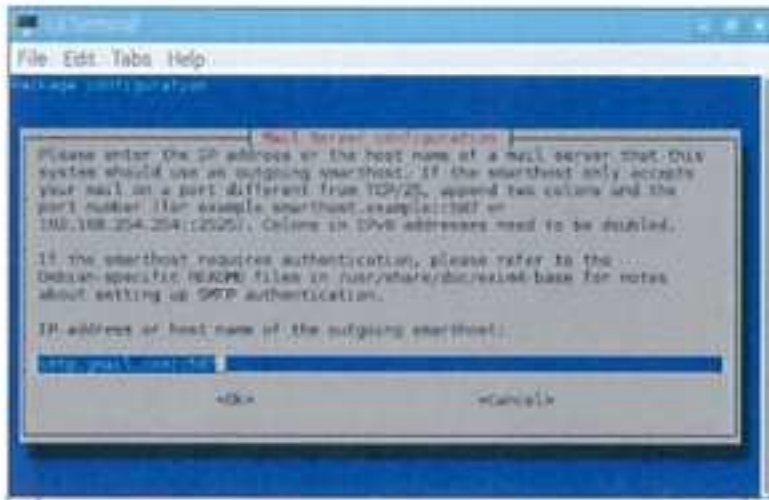 LXTerminal
File Edit Tabs Help
Package configuration
Mail Server configuration
Please enter the IP address or the host name of a mail server that this
system should use as outgoing smarthost. If the smarthost only accepts
your mail on a port different from TCP/25, append two colons and the
port number (for example smarthost.example::587 or
192.168.254.254::2525). Colons in IPv6 addresses need to be doubled.
If the smarthost requires authentication, please refer to the
Debian-specific README files in /usr/share/doc/exim4-base for notes
about setting up SMTP authentication.
IP address or host name of the outgoing smarthost:
smtp.gmail.com::587
<Ok> <Cancel>